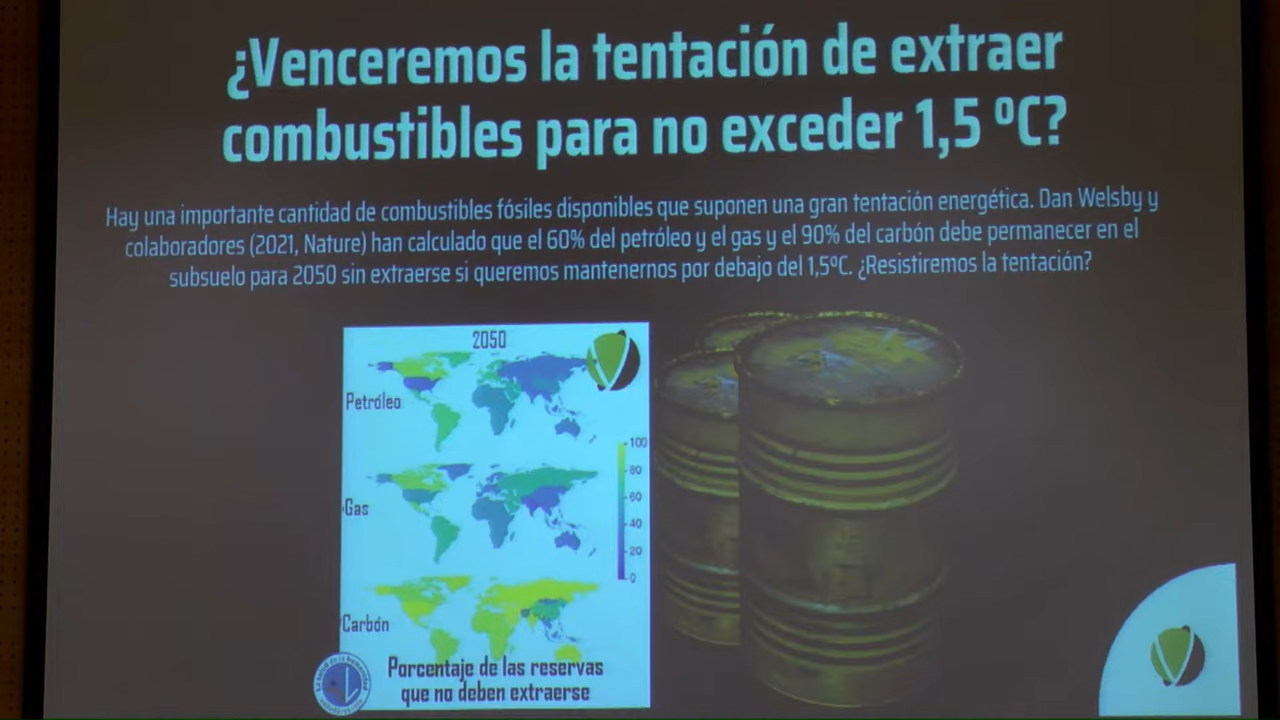 ¿Venceremos la tentación de extraer
combustibles para no exceder 1,5 ºC?
Hay una importante cantidad de combustibles fósiles disponibles que suponen una gran tentación energética. Dan Welsby y
colaboradores (2021, Nature) han calculado que el 60% del petróleo y el gas y el 90% del carbón debe permanecer en el
subsuelo para 2050 sin extraerse si queremos mantenernos por debajo del 1,5ºC. ¿Resistiremos la tentación?
2050
Petróleo
Gas
Carbón
100
80
60
40
20
0
Porcentaje de las reservas
que no deben extraerse